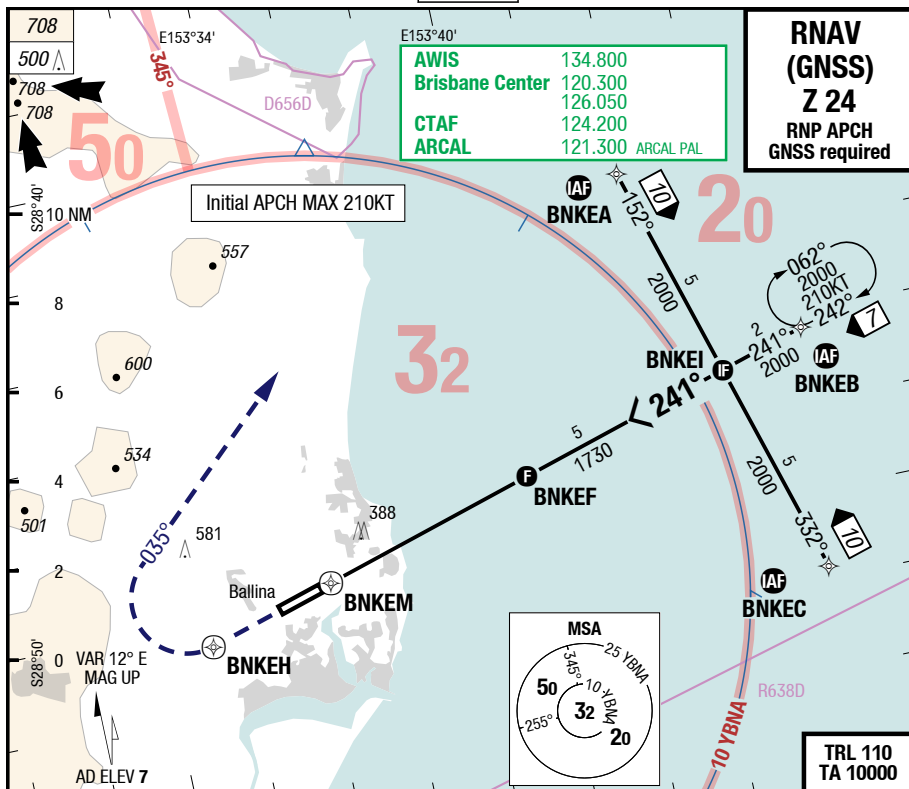 708
500
708
708
E153°34'
345°
D656D
50
E153°40'
AWIS 134.800
Brisbane Center 120.300
126.050
CTAF 124.200
ARCAL 121.300 ARCAL PAL
RNAV
(GNSS)
Z 24
RNP APCH
GNSS required
S28°40'
10 NM
Initial APCH MAX 210KT
IAF
BNKEA
10
152°
5
2000
20
062°
2000
210KT
242°
7
557
8
32
BNKEI
IF
2
241°
2000
IAF
BNKEB
600
6
241°
5
1730
534
4
F
BNKEF
5
2000
332°
10
501
035°
581
388
2
Ballina
BNKEM
IAF
BNKEC
S28°50'
0
BNKEH
VAR 12° E
MAG UP
AD ELEV 7
MSA
25 YBNA
345°
10 YBNA
50
32
255°
20
R638D
10 YBNA
TRL 110
TA 10000